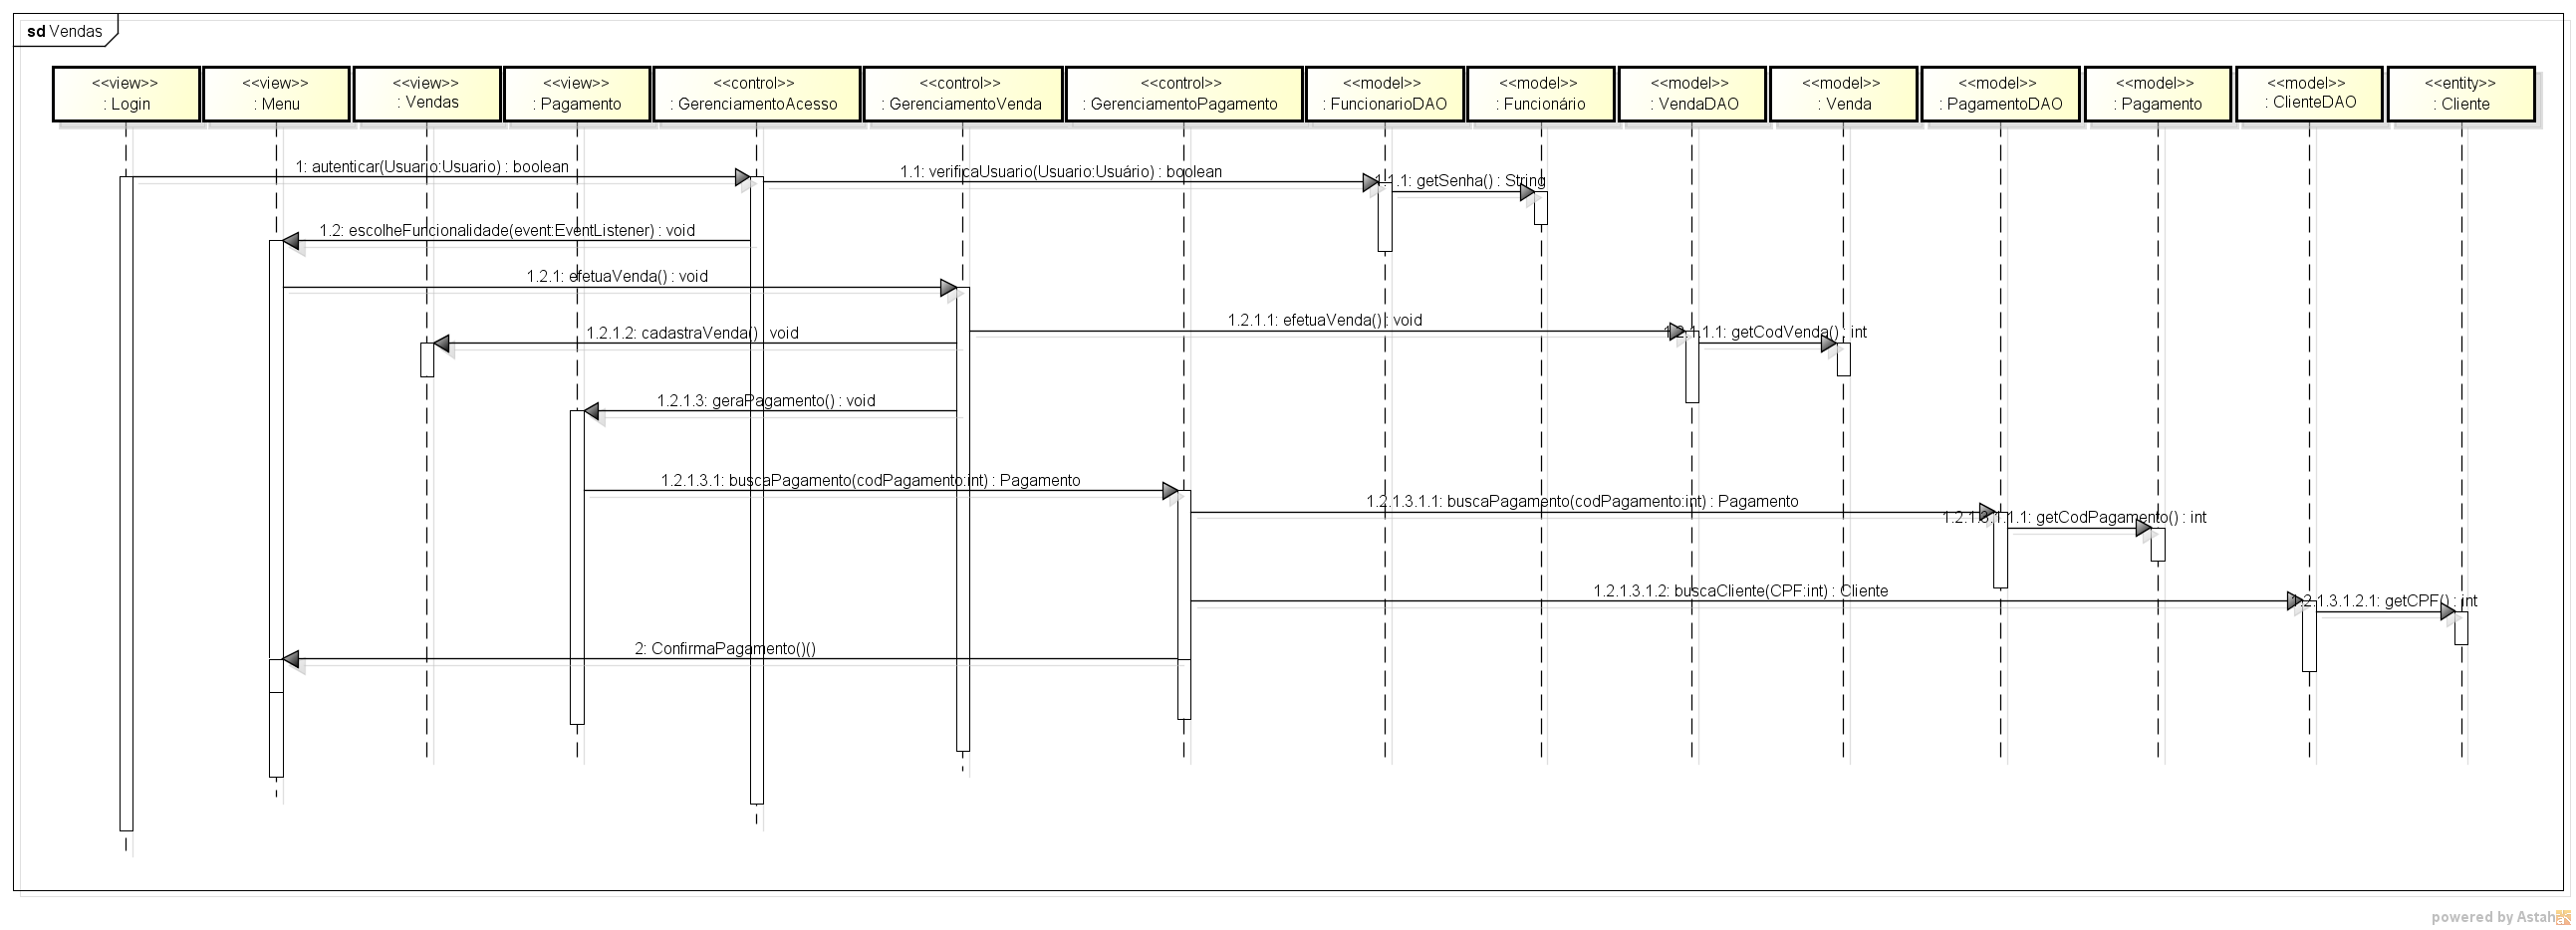 sd Vendas
<<view>>
: Login
<<view>>
: Menu
<<view>>
: Vendas
<<view>>
: Pagamento
<<control>>
: GerenciamentoAcesso
<<control>>
: GerenciamentoVenda
<<control>>
: GerenciamentoPagamento
<<model>>
: FuncionarioDAO
<<model>>
: Funcionário
<<model>>
: VendaDAO
<<model>>
: Venda
<<model>>
: PagamentoDAO
<<model>>
: Pagamento
<<model>>
: ClienteDAO
<<entity>>
: Cliente
1: autenticar(Usuario:Usuario) : boolean
1.1: verificaUsuario(Usuario:Usuário) : boolean
1.1.1: getSenha() : String
1.2: escolheFuncionalidade(event:EventListener) : void
1.2.1: efetuaVenda() : void
1.2.1.1: efetuaVenda() : void
1.2.1.2: cadastraVenda() : void
1.2.1.1.1: getCodVenda() : int
1.2.1.3: geraPagamento() : void
1.2.1.3.1: buscaPagamento(codPagamento:int) : Pagamento
1.2.1.3.1.1: buscaPagamento(codPagamento:int) : Pagamento
1.2.1.3.1.1.1: getCodPagamento() : int
1.2.1.3.1.2: buscaCliente(CPF:int) : Cliente
1.2.1.3.1.2.1: getCPF() : int
2: ConfirmaPagamento()()
powered by Astah